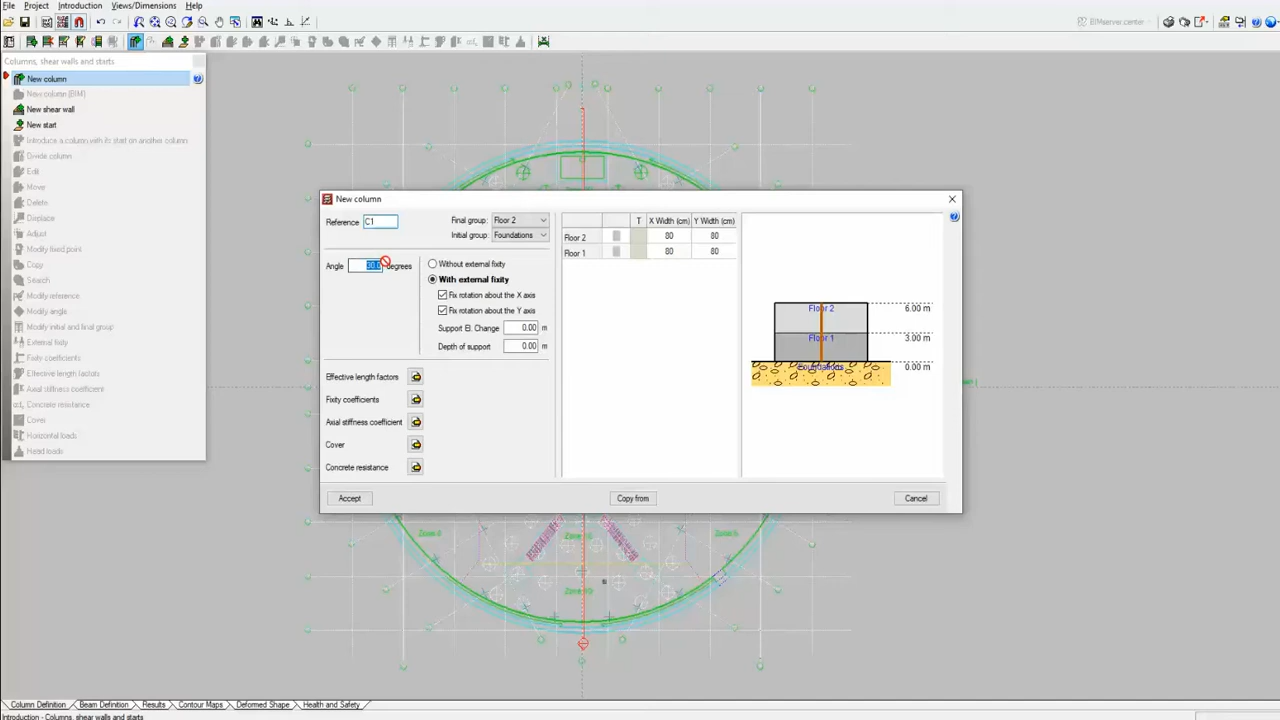 File Project Introduction Views/Dimensions Help
BIMserver.center
Columns, shear walls and starts
New column
New column (BIM)
New shear wall
New start
Introduce a column with its start on another column
Divide column
Edit
Move
Delete
Displace
Adjust
Modify fixed point
Copy
Search
Modify reference
Modify angle
Modify initial and final group
External fixity
Fixity coefficients
Effective length factors
Axial stiffness coefficient
Concrete resistance
Cover
Horizontal loads
Head loads
New column
Reference C1
Final group: Floor 2
Initial group: Foundations
Angle 30.0 degrees
Without external fixity
With external fixity
Fix rotation about the X axis
Fix rotation about the Y axis
Support El. Change 0.00 m
Depth of support 0.00 m
Effective length factors
Fixity coefficients
Axial stiffness coefficient
Cover
Concrete resistance
T X Width (cm) Y Width (cm)
Floor 2 80 80
Floor 1 80 80
Floor 2 6.00 m
Floor 1 3.00 m
Foundations 0.00 m
Accept Copy from Cancel
Column Definition Beam Definition Results Contour Maps Deformed Shape Health and Safety
Introduction - Columns, shear walls and starts